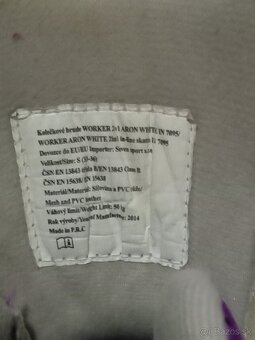 Kolečkové brusle WORKER 2v1 ARON WHITE IN 7095/
WORKER ARON WHITE 2in1 in-line skates IN 7095
Dovozce do EU/EU Importer: Seven sport s.r.o.
Velikost/Size: S (33-36)
ČSN EN 13843 třída B/EN 13843 Class B
ČSN EN 15638/ EN 15638
Materiál/Material: Síťovina a PVC kůže/
Mesh and PVC leather
Váhový limit/Weight Limit: 50 kg
Rok výroby/Year of Manufacture: 2014
Made in P.R.C